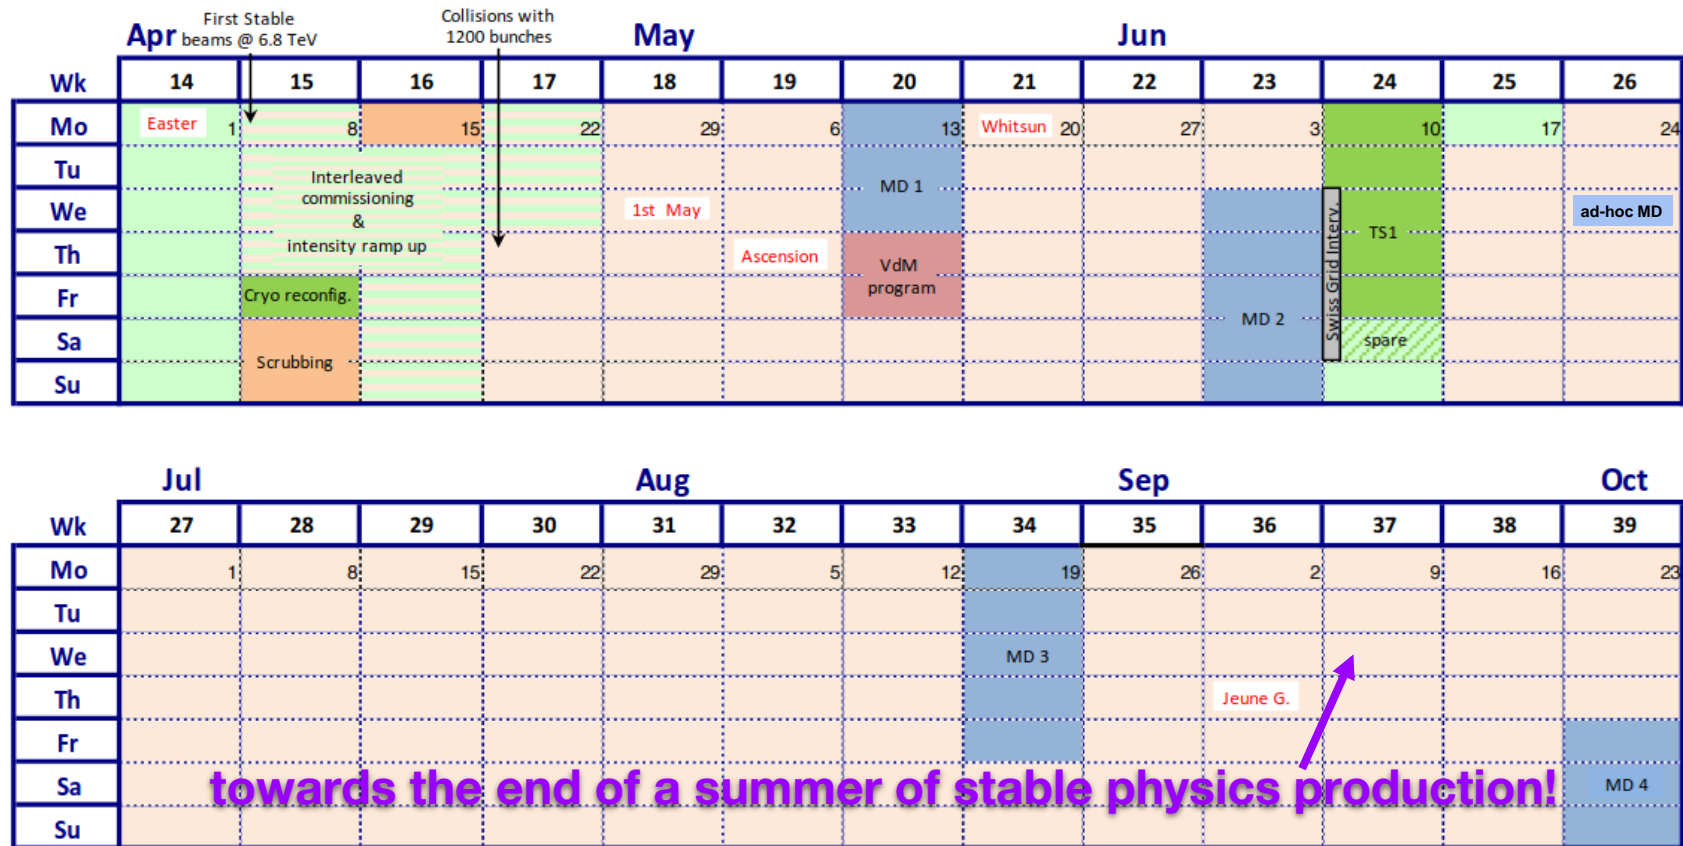 First Stable
beams @ 6.8 TeV
Collisions with
1200 bunches
Apr May Jun
Wk 14 15 16 17 18 19 20 21 22 23 24 25 26
Mo Easter 1 8 15 22 29 6 13 Whitsun 20 27 3 10 17 24
Tu
We
Th
Fr
Sa
Su
Interleaved
commissioning
&
intensity ramp up
Cryo reconfig.
Scrubbing
1st May
Ascension
MD 1
VdM
program
MD 2
Swiss Grid Interv.
TS1
spare
ad-hoc MD
Jul Aug Sep Oct
Wk 27 28 29 30 31 32 33 34 35 36 37 38 39
Mo 1 8 15 22 29 5 12 19 26 2 9 16 23
Tu
We MD 3
Th Jeune G.
Fr
Sa MD 4
Su
towards the end of a summer of stable physics production!